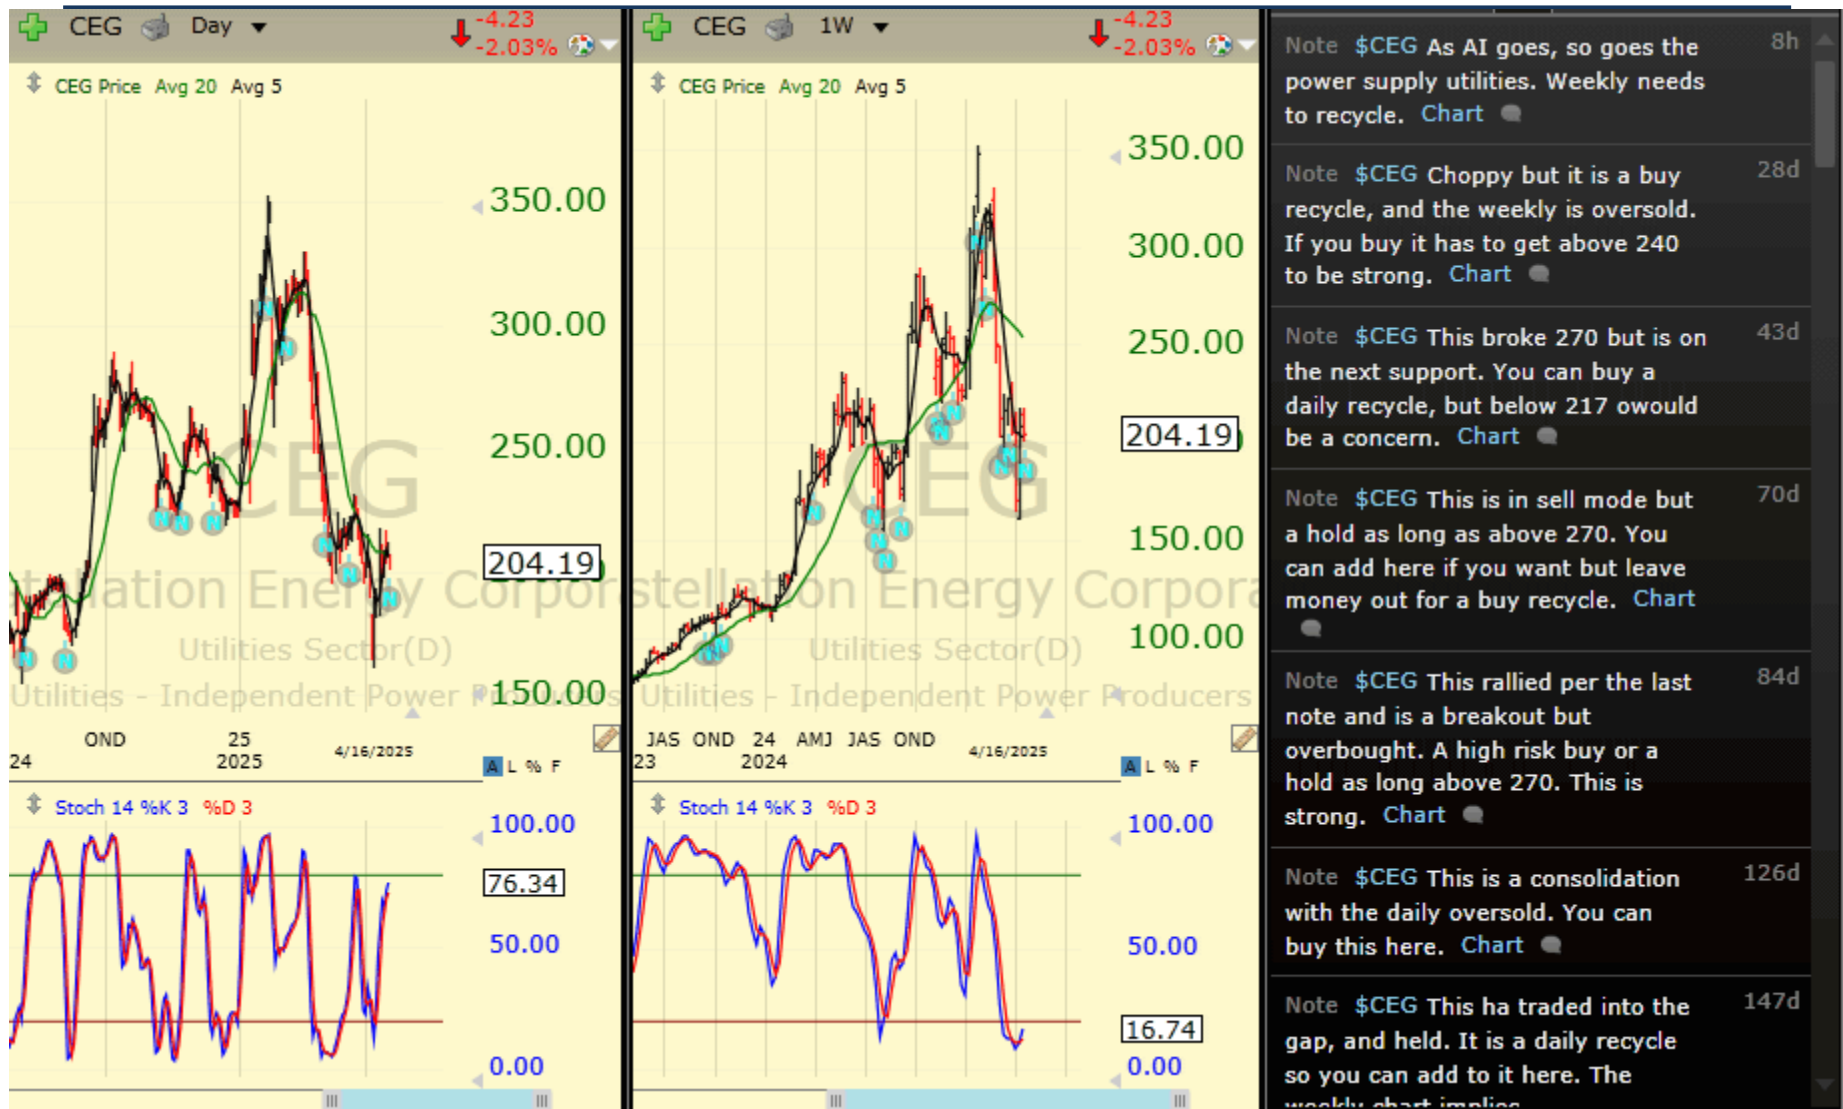 CEG Day
-4.23
-2.03%
CEG Price Avg 20 Avg 5
350.00
300.00
250.00
204.19
150.00
CEG
Utilities Sector(D)
Utilities - Independent Power Producers
OND 25
24 2025 4/16/2025
A L % F
Stoch 14 %K 3 %D 3
100.00
76.34
50.00
0.00
CEG 1W
-4.23
-2.03%
CEG Price Avg 20 Avg 5
350.00
300.00
250.00
204.19
150.00
100.00
CEG
stellation Energy Corpora
Utilities Sector(D)
Utilities - Independent Power Producers
JAS OND 24 AMJ JAS OND
23 2024 4/16/2025
A L % F
Stoch 14 %K 3 %D 3
100.00
50.00
16.74
0.00
Note $CEG As AI goes, so goes the 8h
power supply utilities. Weekly needs
to recycle. Chart
Note $CEG Choppy but it is a buy 28d
recycle, and the weekly is oversold.
If you buy it has to get above 240
to be strong. Chart
Note $CEG This broke 270 but is on 43d
the next support. You can buy a
daily recycle, but below 217 owould
be a concern. Chart
Note $CEG This is in sell mode but 70d
a hold as long as above 270. You
can add here if you want but leave
money out for a buy recycle. Chart
Note $CEG This rallied per the last 84d
note and is a breakout but
overbought. A high risk buy or a
hold as long above 270. This is
strong. Chart
Note $CEG This is a consolidation 126d
with the daily oversold. You can
buy this here. Chart
Note $CEG This ha traded into the 147d
gap, and held. It is a daily recycle
so you can add to it here. The
weekly chart implies